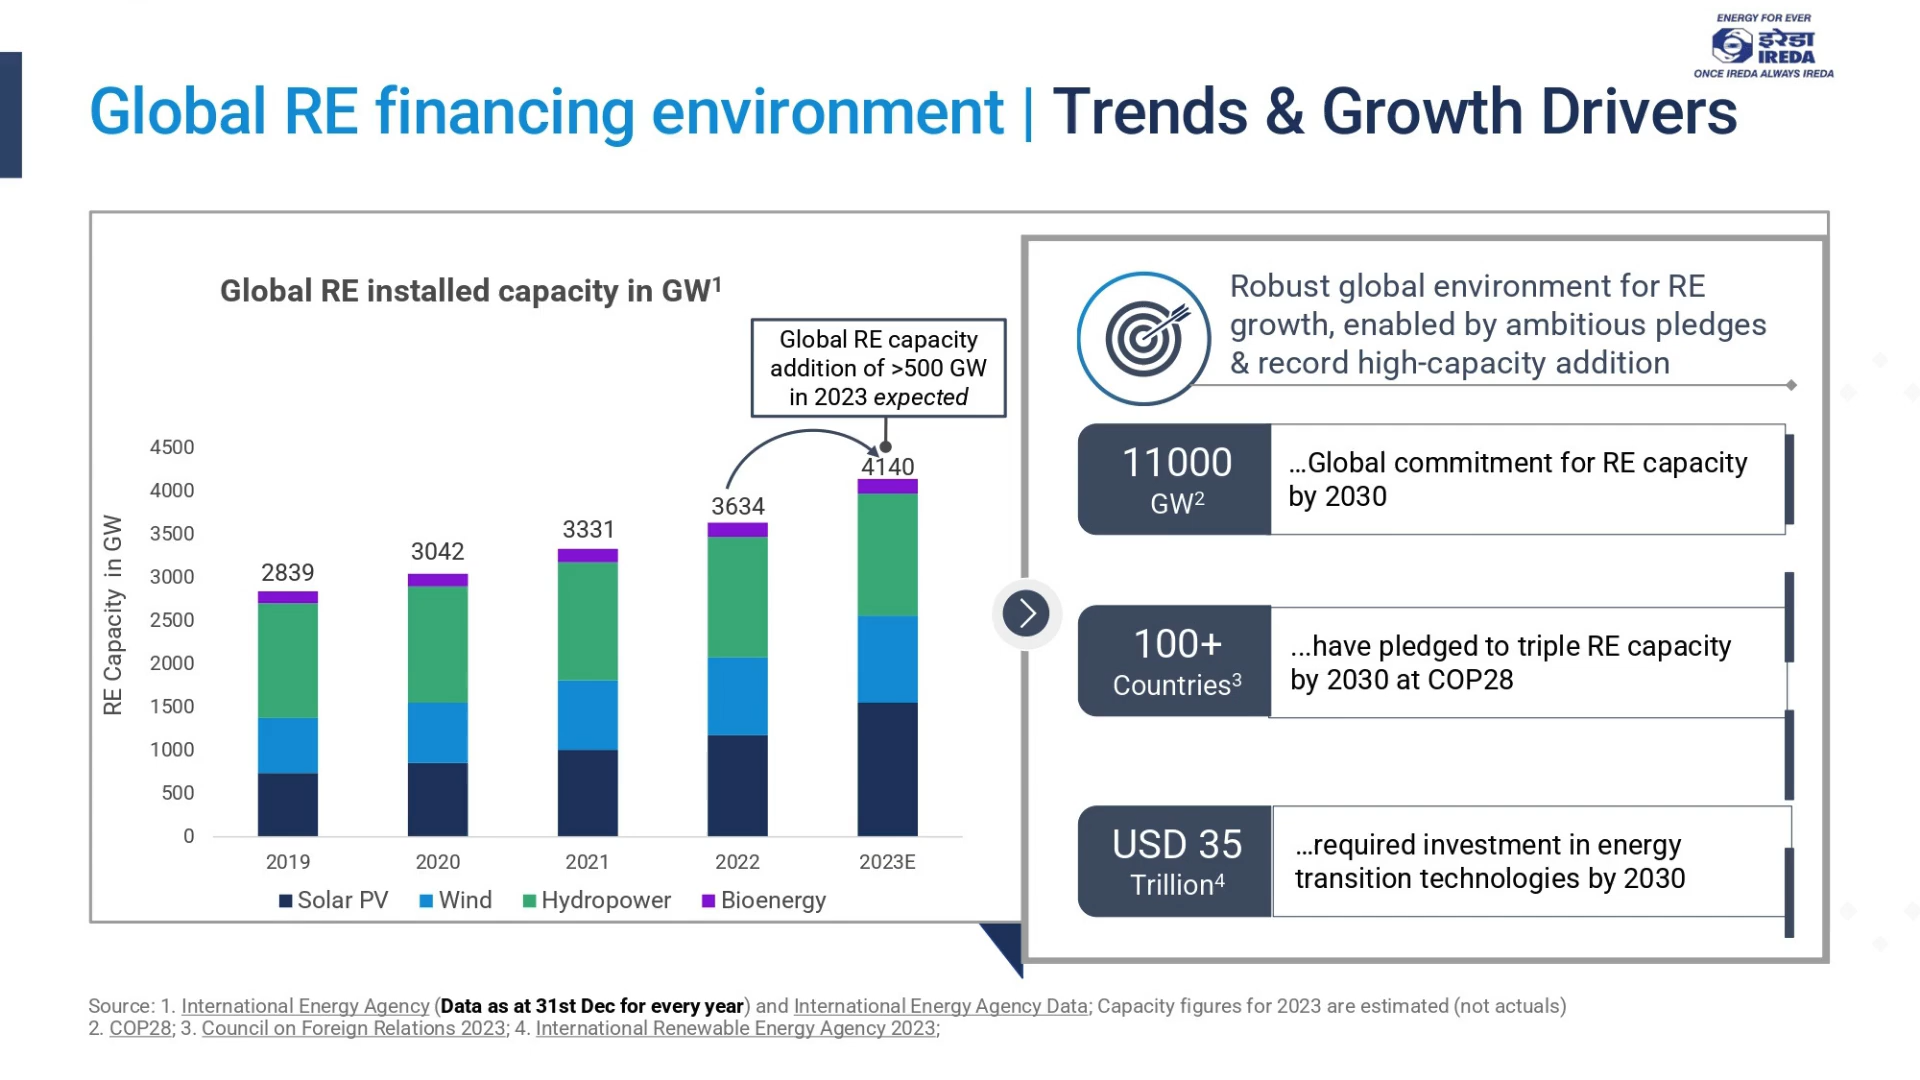 ENERGY FOR EVER
इरेडा
IREDA
ONCE IREDA ALWAYS IREDA
Global RE financing environment | Trends & Growth Drivers
Global RE installed capacity in GW¹
Global RE capacity
addition of >500 GW
in 2023 expected
RE Capacity in GW
4500
4000
3500
3000
2500
2000
1500
1000
500
0
2839
3042
3331
3634
4140
2019
2020
2021
2022
2023E
Solar PV
Wind
Hydropower
Bioenergy
Robust global environment for RE
growth, enabled by ambitious pledges
& record high-capacity addition
11000
GW²
...Global commitment for RE capacity
by 2030
100+
Countries³
...have pledged to triple RE capacity
by 2030 at COP28
USD 35
Trillion⁴
...required investment in energy
transition technologies by 2030
Source: 1. International Energy Agency (Data as at 31st Dec for every year) and International Energy Agency Data; Capacity figures for 2023 are estimated (not actuals)
2. COP28; 3. Council on Foreign Relations 2023; 4. International Renewable Energy Agency 2023;